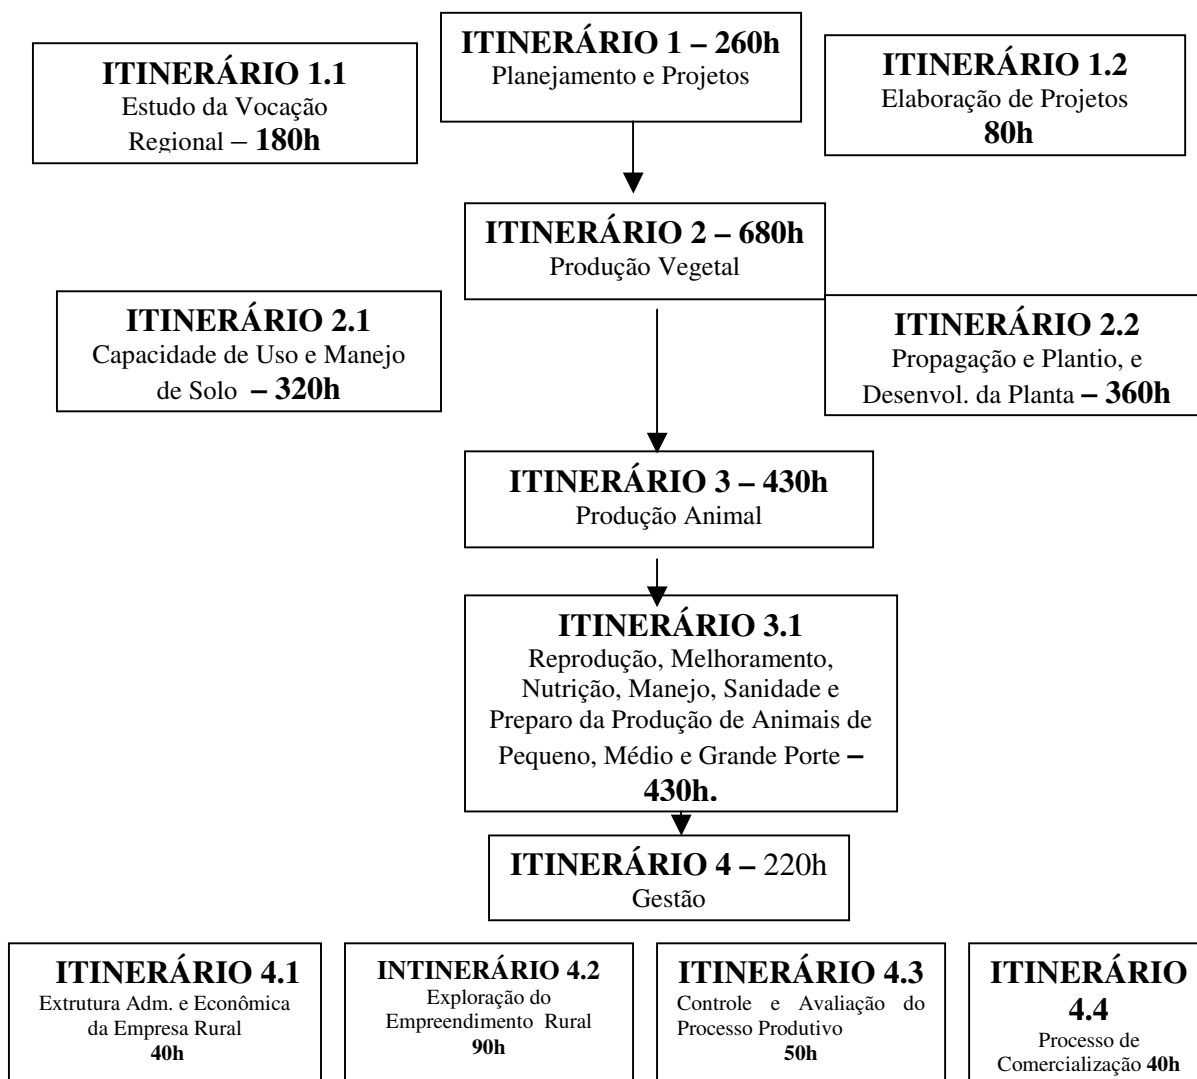 ITINERÁRIO 1 – 260h
Planejamento e Projetos
ITINERÁRIO 1.1
Estudo da Vocação
Regional – 180h
ITINERÁRIO 1.2
Elaboração de Projetos
80h
ITINERÁRIO 2 – 680h
Produção Vegetal
ITINERÁRIO 2.1
Capacidade de Uso e Manejo
de Solo – 320h
ITINERÁRIO 2.2
Propagação e Plantio, e
Desenvol. da Planta – 360h
ITINERÁRIO 3 – 430h
Produção Animal
ITINERÁRIO 3.1
Reprodução, Melhoramento,
Nutrição, Manejo, Sanidade e
Preparo da Produção de Animais de
Pequeno, Médio e Grande Porte –
430h.
ITINERÁRIO 4 – 220h
Gestão
ITINERÁRIO 4.1
Extrutura Adm. e Econômica
da Empresa Rural
40h
INTINERÁRIO 4.2
Exploração do
Empreendimento Rural
90h
ITINERÁRIO 4.3
Controle e Avaliação do
Processo Produtivo
50h
ITINERÁRIO
4.4
Processo de
Comercialização 40h